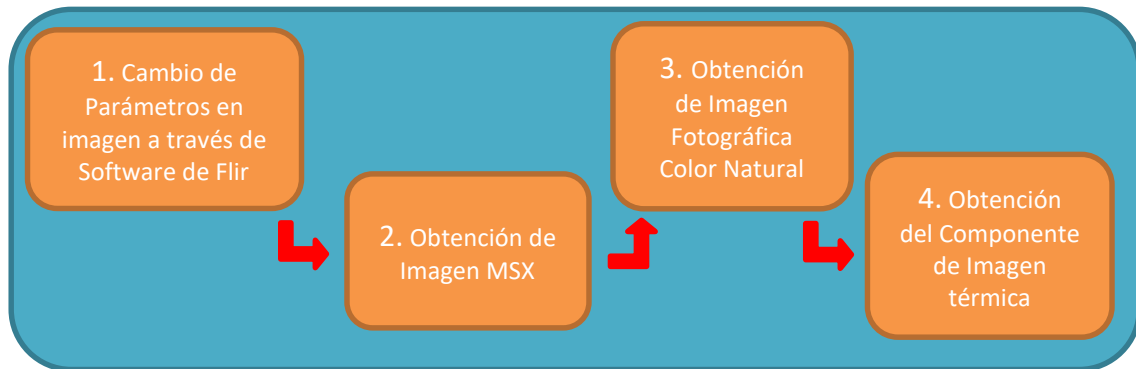 1. Cambio de
Parámetros en
imagen a través de
Software de Flir
2. Obtención de
Imagen MSX
3. Obtención
de Imagen
Fotográfica
Color Natural
4. Obtención
del Componente
de Imagen
térmica